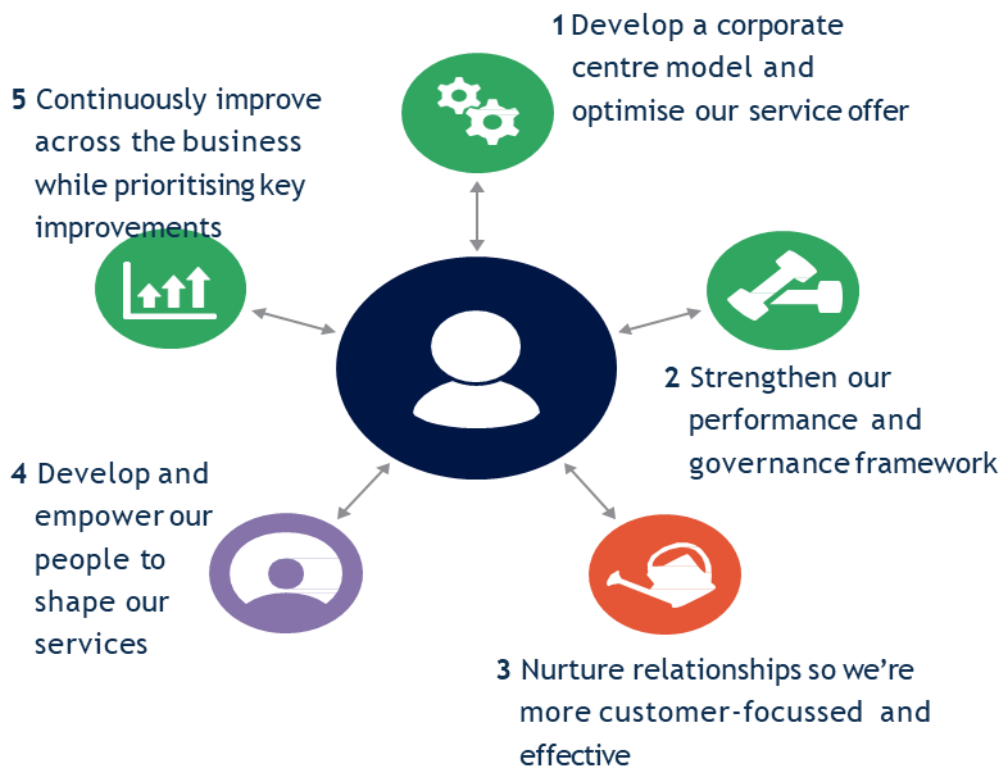 1 Develop a corporate
centre model and
optimise our service offer
2 Strengthen our
performance and
governance framework
3 Nurture relationships so we're
more customer-focussed and
effective
4 Develop and
empower our
people to
shape our
services
5 Continuously improve
across the business
while prioritising key
improvements